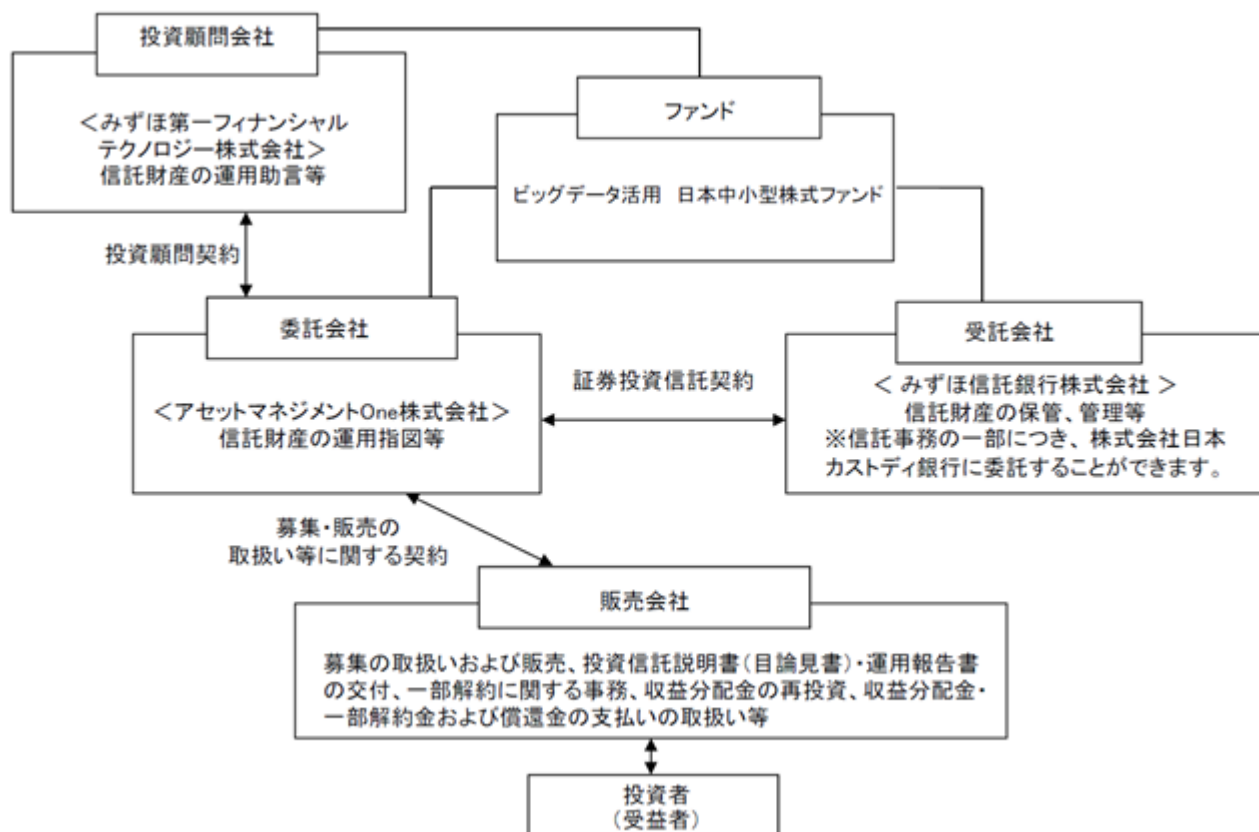 投資顧問会社
<みずほ第一フィナンシャル
テクノロジー株式会社>
信託財産の運用助言等
ファンド
ビッグデータ活用 日本中小型株式ファンド
投資顧問契約
委託会社
<アセットマネジメントOne株式会社>
信託財産の運用指図等
証券投資信託契約
受託会社
< みずほ信託銀行株式会社 >
信託財産の保管、管理等
※信託事務の一部につき、株式会社日本
カストディ銀行に委託することができます。
募集・販売の
取扱い等に関する契約
販売会社
募集の取扱いおよび販売、投資信託説明書(目論見書)・運用報告書
の交付、一部解約に関する事務、収益分配金の再投資、収益分配金・
一部解約金および償還金の支払いの取扱い等
投資者
(受益者)